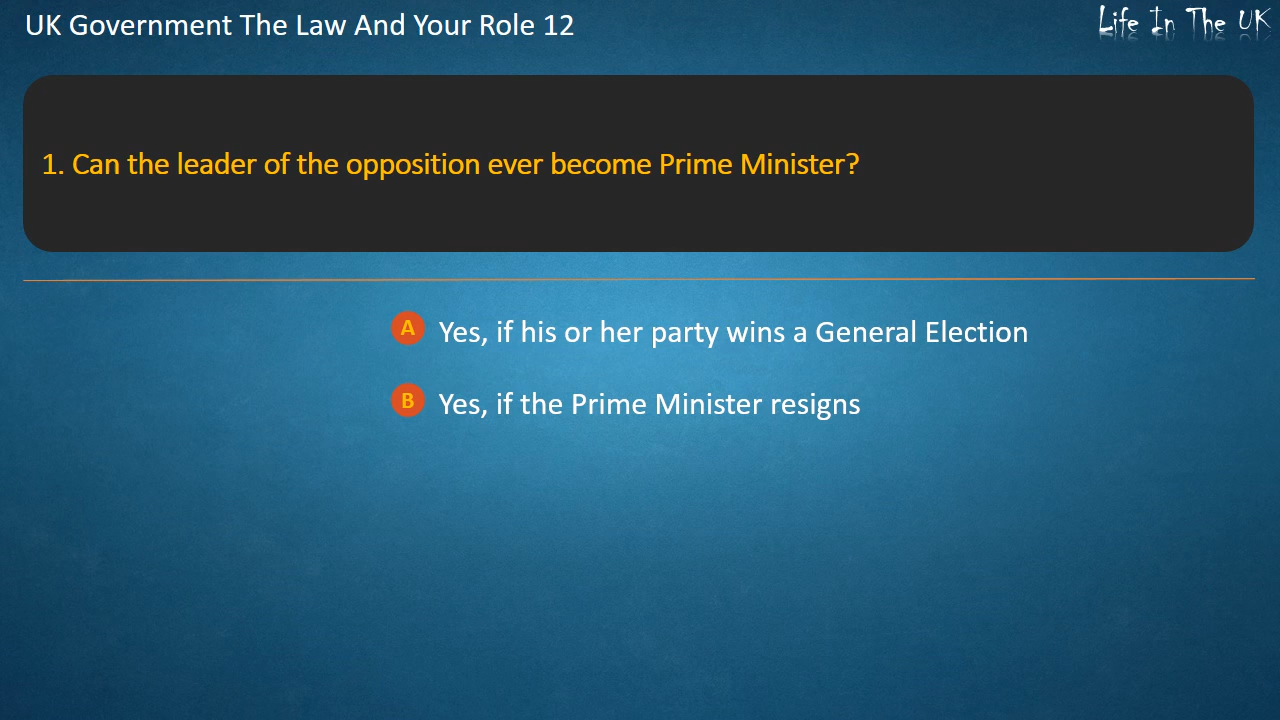 UK Government The Law And Your Role 12
Life In The UK
1. Can the leader of the opposition ever become Prime Minister?
A Yes, if his or her party wins a General Election
B Yes, if the Prime Minister resigns